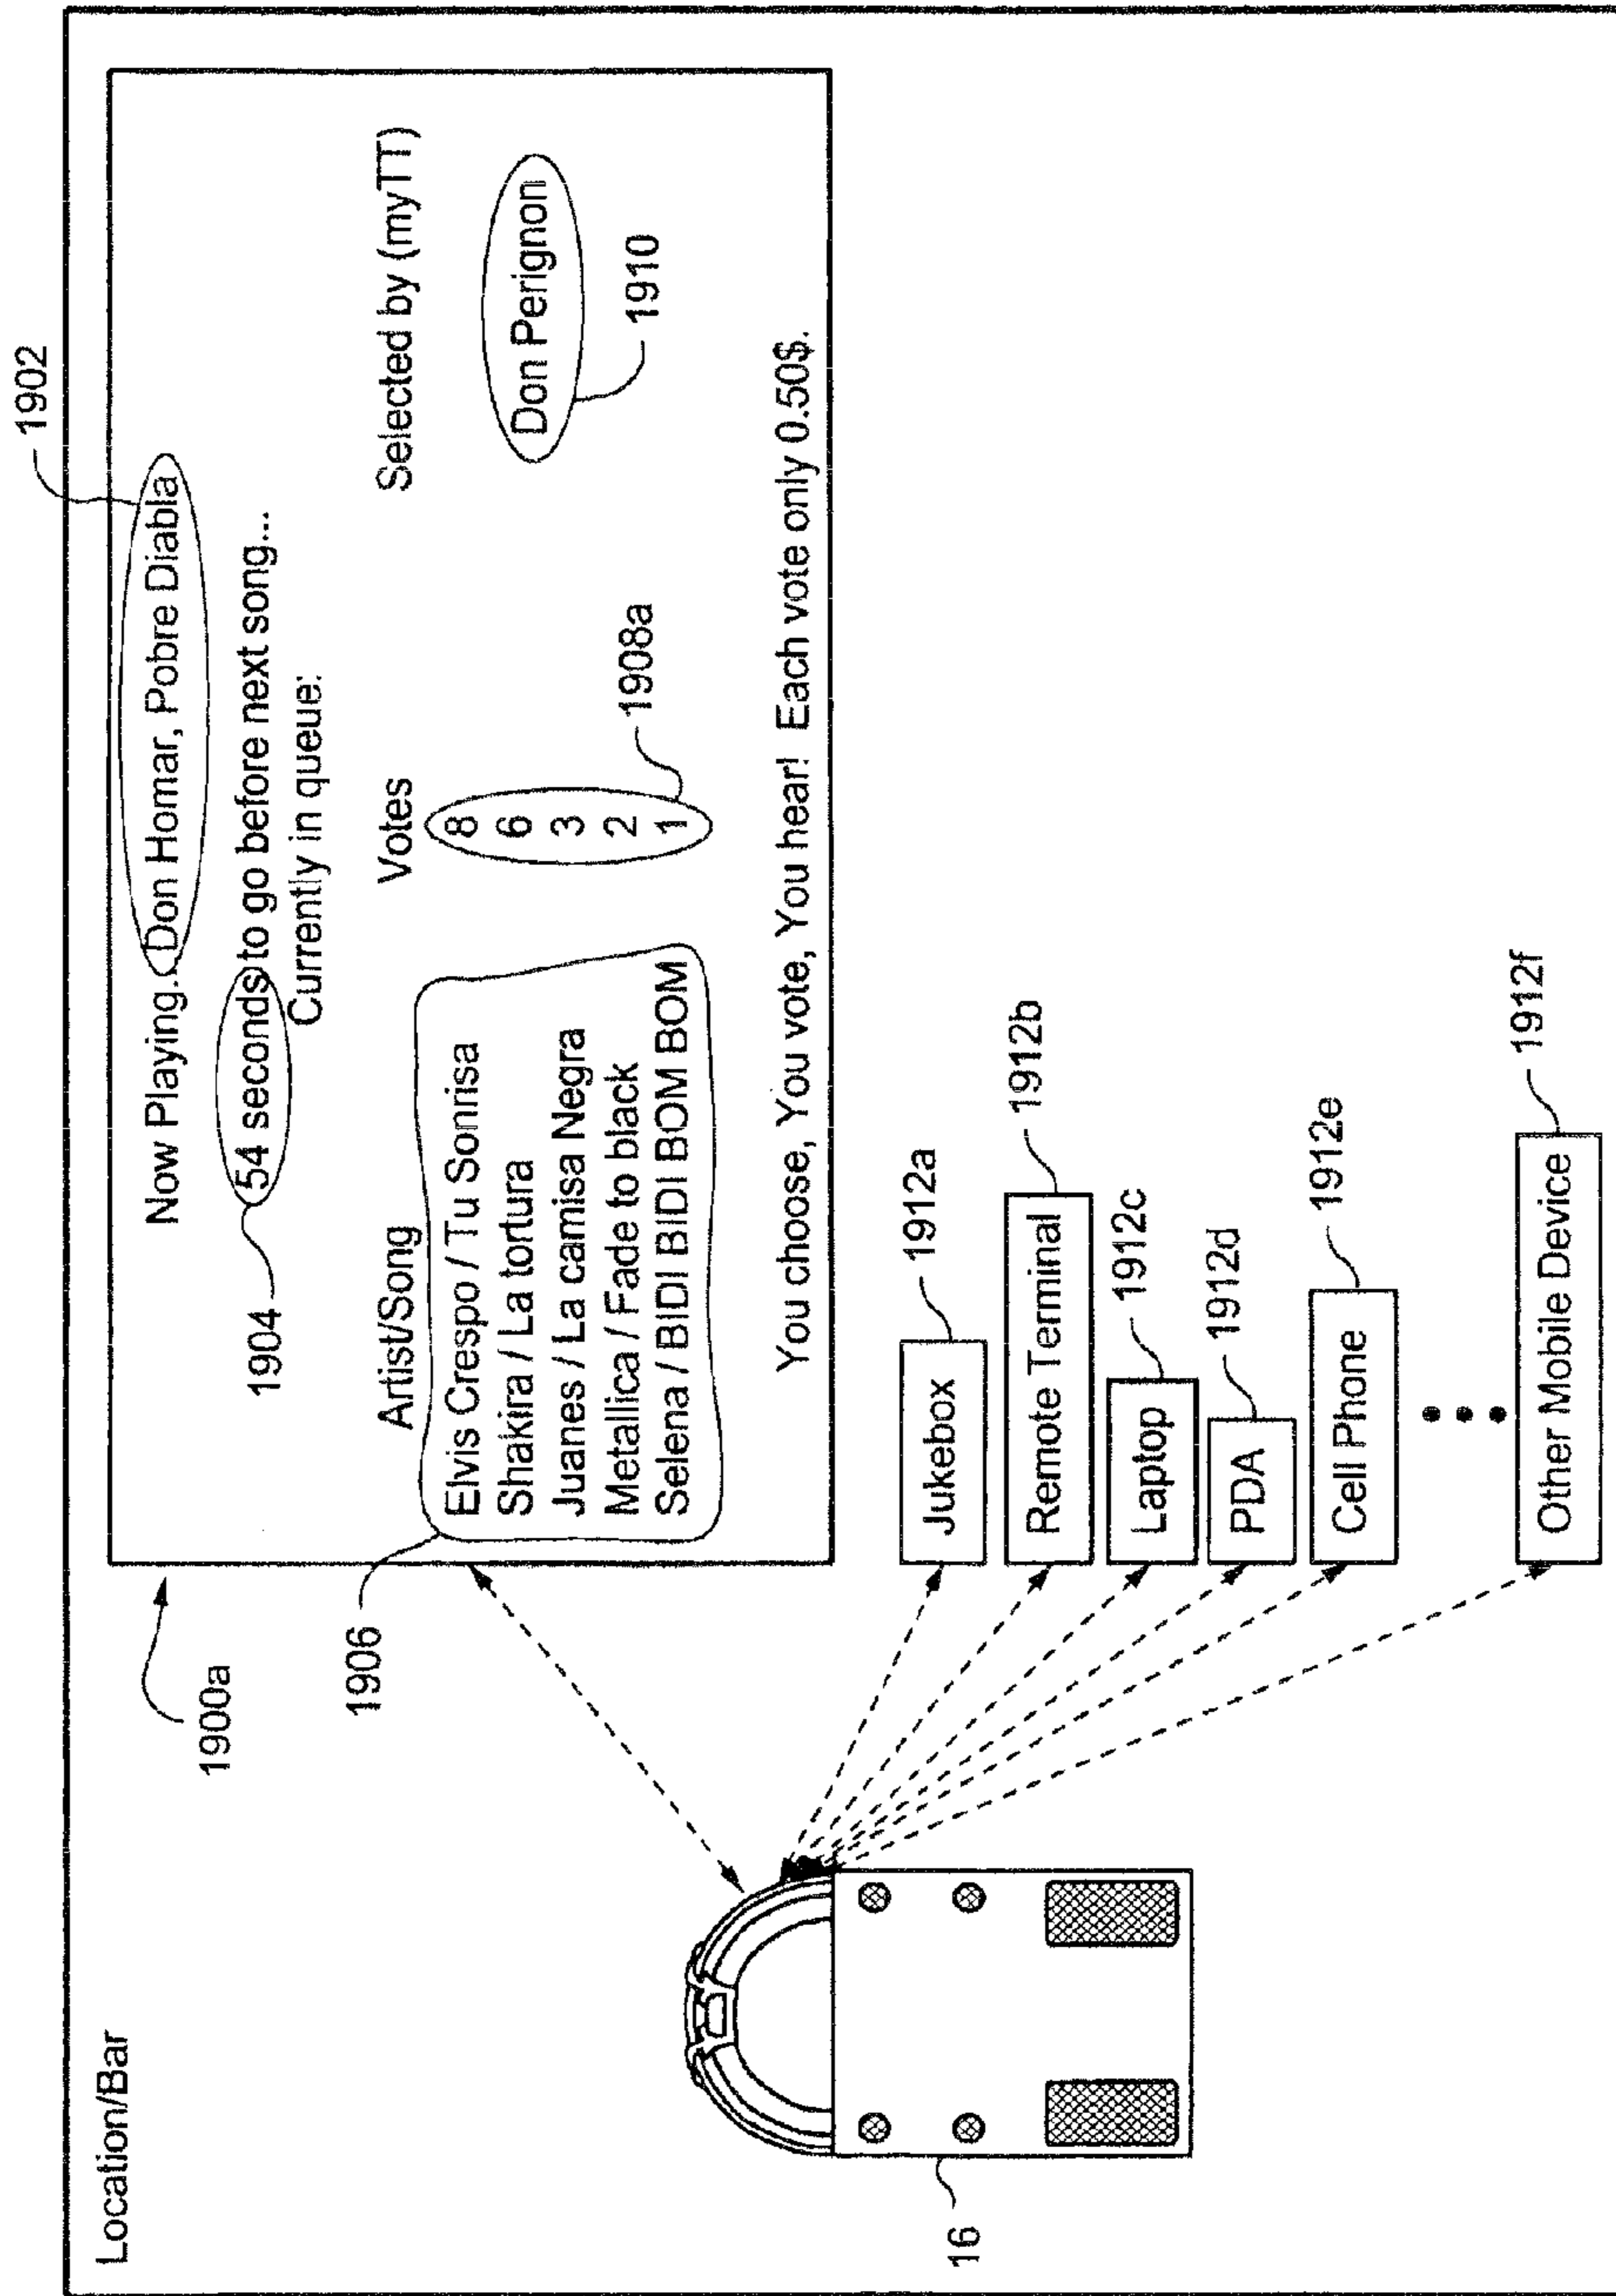 Location/Bar
1900a
1902
Now Playing. Don Homar, Pobre Diabla
54 seconds to go before next song...
1904
Currently in queue:
Artist/Song Votes Selected by (myTT)
1906
Elvis Crespo / Tu Sonrisa 8
Shakira / La tortura 6 Don Perignon
Juanes / La camisa Negra 3
Metallica / Fade to black 2
Selena / BIDI BIDI BOM BOM 1
1908a
1910
You choose, You vote, You hear! Each vote only 0.50$.
16
Jukebox 1912a
Remote Terminal 1912b
Laptop 1912c
PDA 1912d
Cell Phone 1912e
Other Mobile Device 1912f